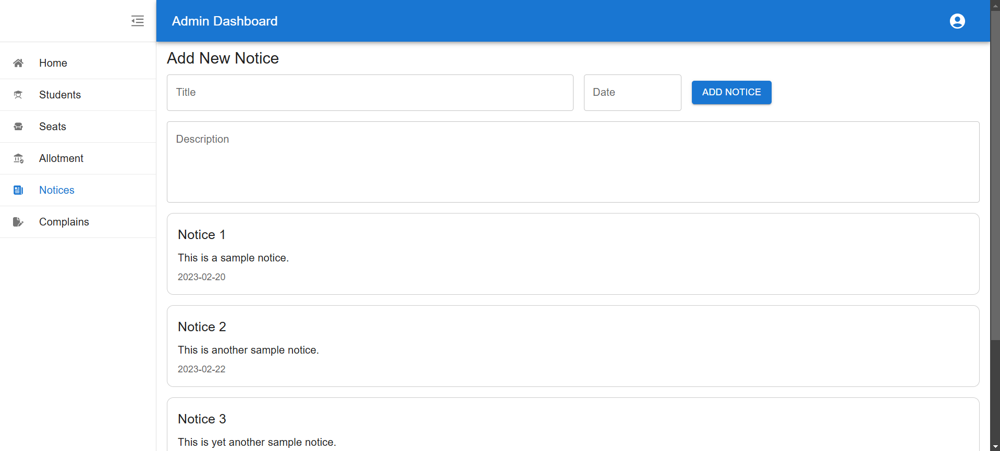 Admin Dashboard
Home
Students
Seats
Allotment
Notices
Complains
Add New Notice
Title
Date
ADD NOTICE
Description
Notice 1
This is a sample notice.
2023-02-20
Notice 2
This is another sample notice.
2023-02-22
Notice 3
This is yet another sample notice.